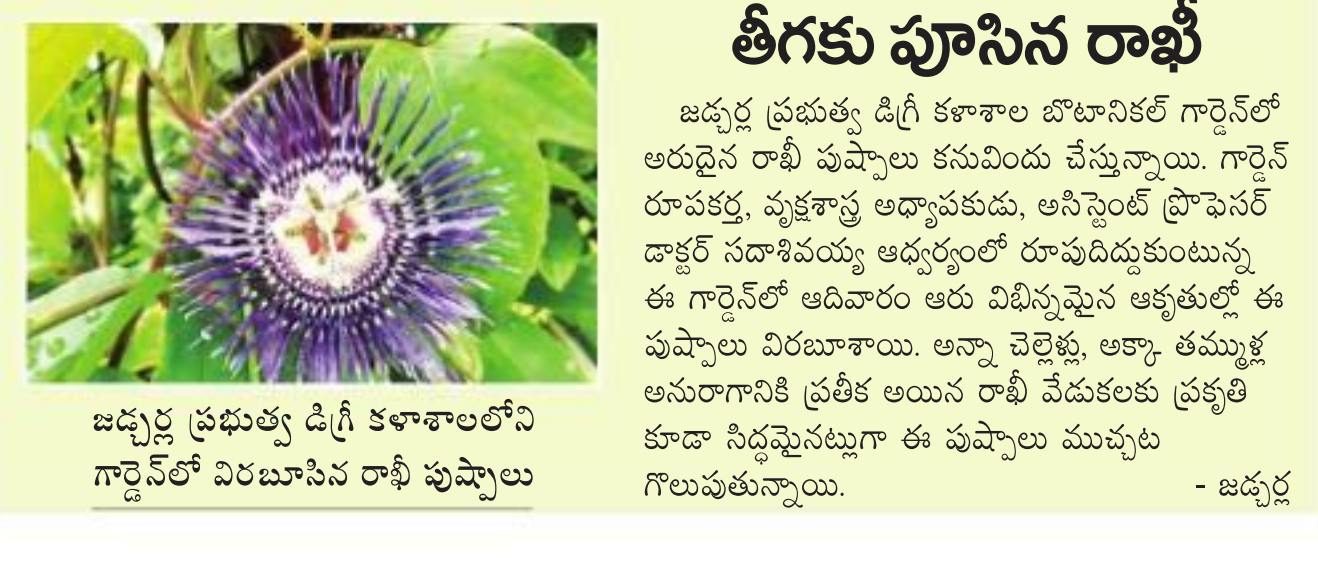 తీగకు పూసిన రాఖీ
జడ్చర్ల ప్రభుత్వ డిగ్రీ కళాశాల బొటానికల్ గార్డెన్‌లో
అరుదైన రాఖీ పుష్పాలు కనువిందు చేస్తున్నాయి. గార్డెన్
రూపకర్త, వృక్షశాస్త్ర అధ్యాపకుడు, అసిస్టెంట్ ప్రొఫెసర్
డాక్టర్ సదాశివయ్య ఆధ్వర్యంలో రూపుదిద్దుకుంటున్న
ఈ గార్డెన్‌లో ఆదివారం ఆరు విభిన్నమైన ఆకృతుల్లో ఈ
పుష్పాలు విరబూశాయి. అన్నా చెల్లెళ్లు, అక్కా తమ్ముళ్ల
అనురాగానికి ప్రతీక అయిన రాఖీ వేడుకలకు ప్రకృతి
కూడా సిద్ధమైనట్లుగా ఈ పుష్పాలు ముచ్చట
గొలుపుతున్నాయి. - జడ్చర్ల
జడ్చర్ల ప్రభుత్వ డిగ్రీ కళాశాలలోని
గార్డెన్‌లో విరబూసిన రాఖీ పుష్పాలు